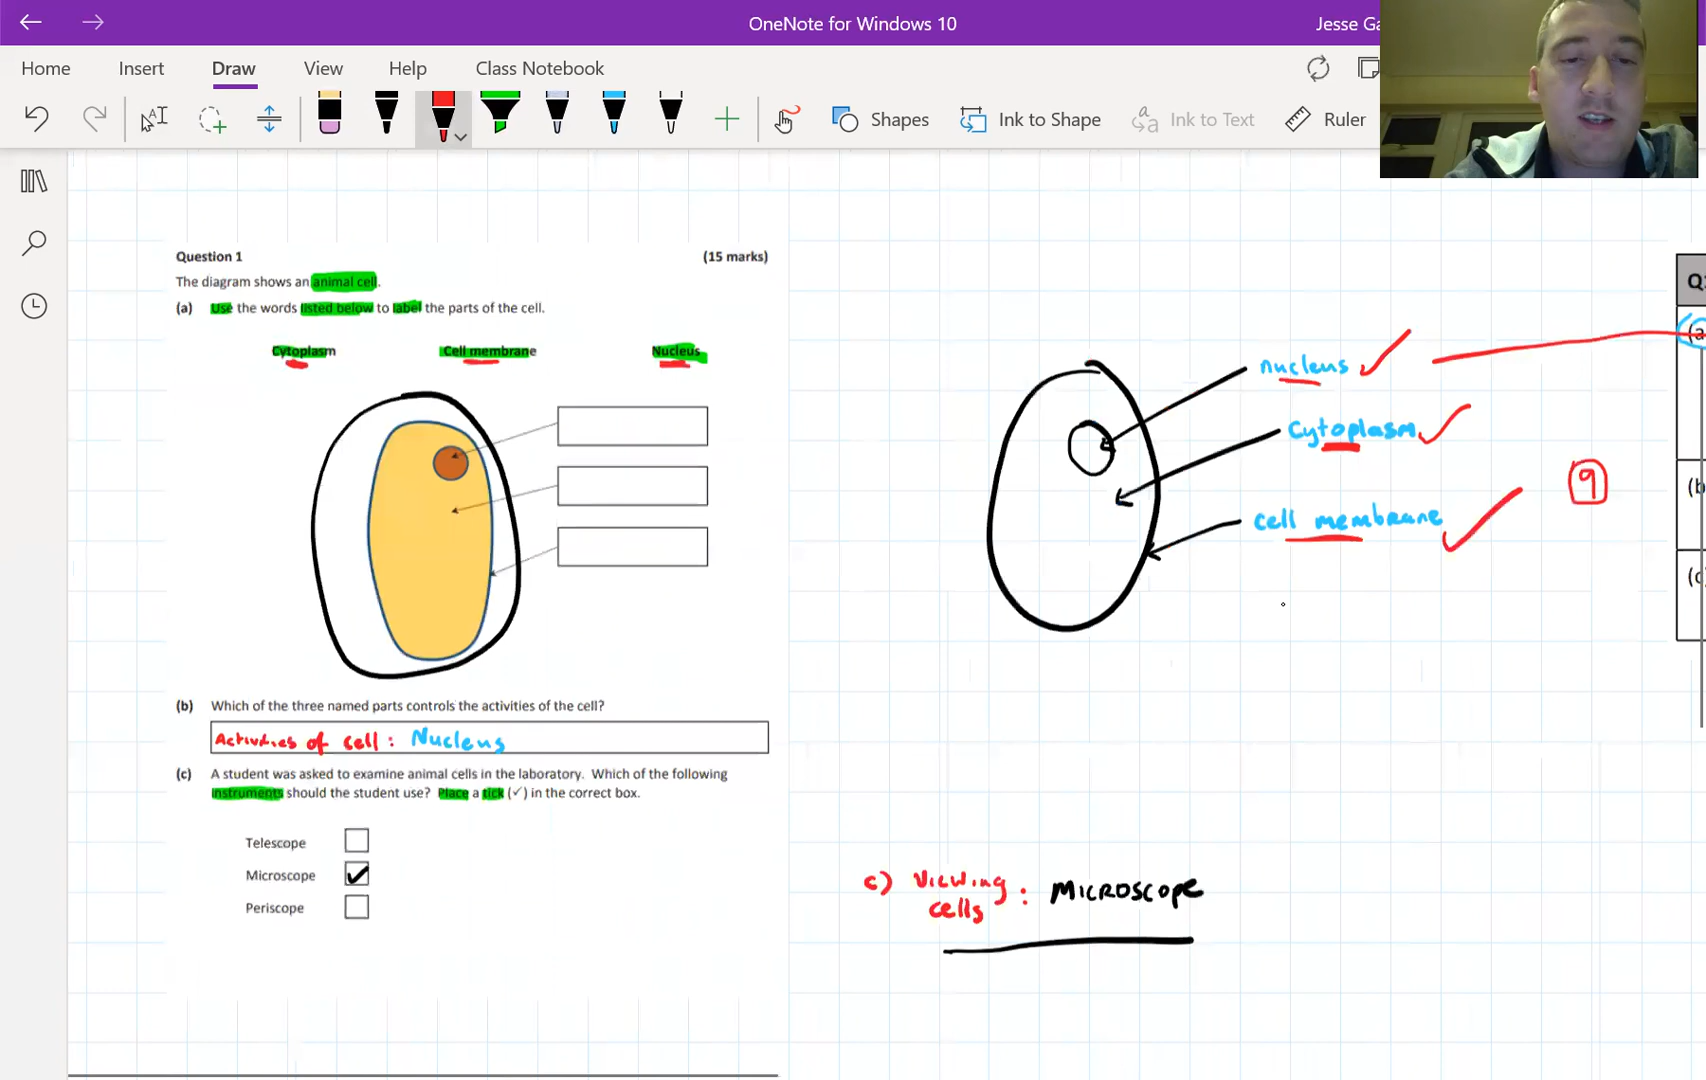 OneNote for Windows 10
Jesse Ga
Home Insert Draw View Help Class Notebook
Shapes Ink to Shape Ink to Text Ruler
Question 1 (15 marks)
The diagram shows an animal cell.
(a) Use the words listed below to label the parts of the cell.
Cytoplasm Cell membrane Nucleus
(b) Which of the three named parts controls the activities of the cell?
Activities of cell: Nucleus
(c) A student was asked to examine animal cells in the laboratory. Which of the following
instruments should the student use? Place a tick (✓) in the correct box.
Telescope
Microscope
Periscope
nucleus
Cytoplasm
cell membrane
9
c) Viewing cells : MICROSCOPE
Q
(a
(b
(c